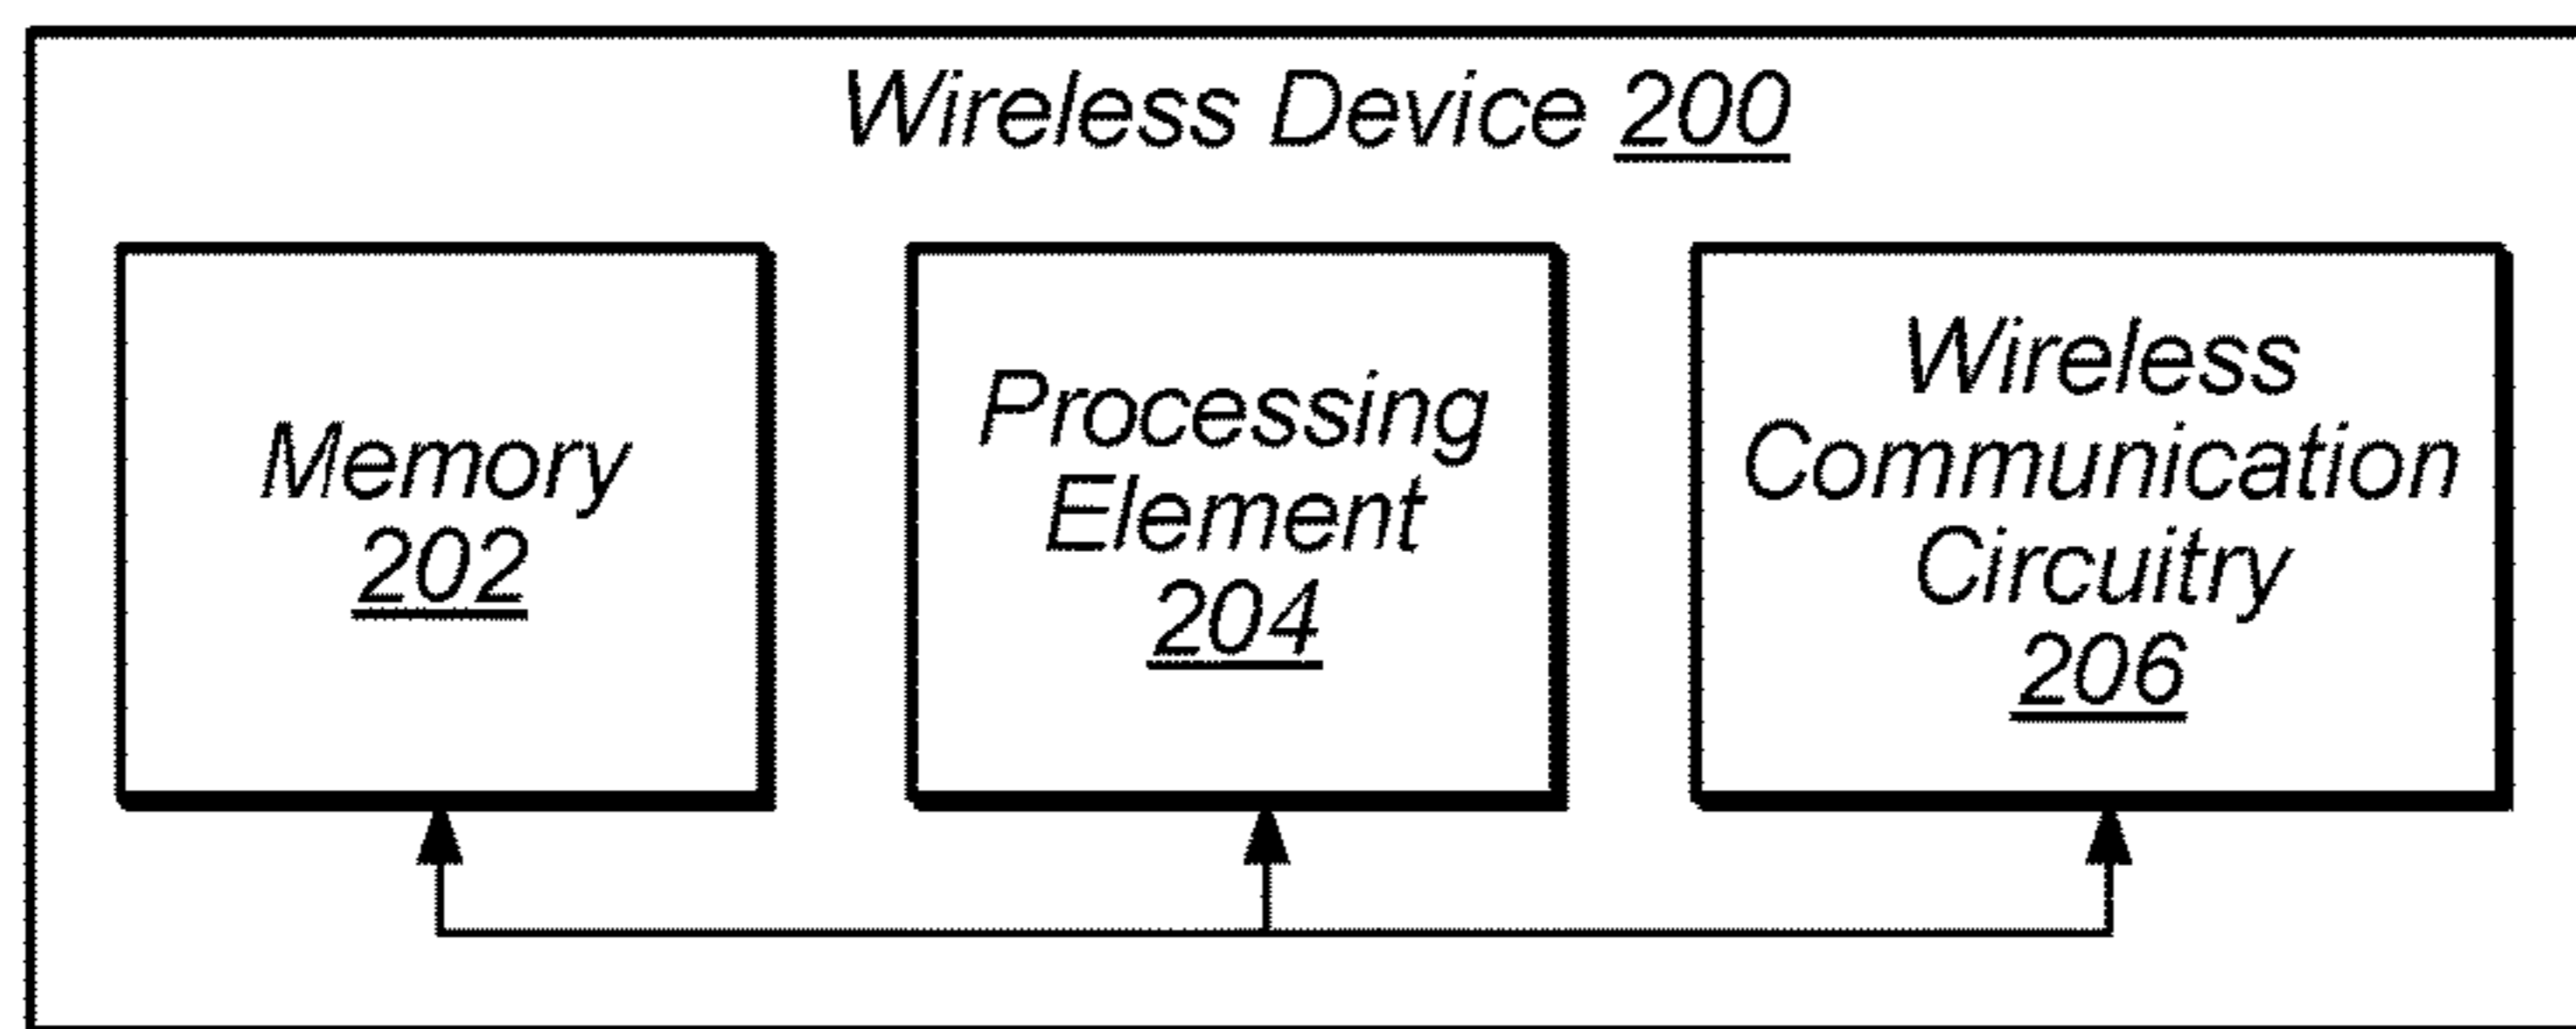 Wireless Device 200
Memory
202
Processing
Element
204
Wireless
Communication
Circuitry
206